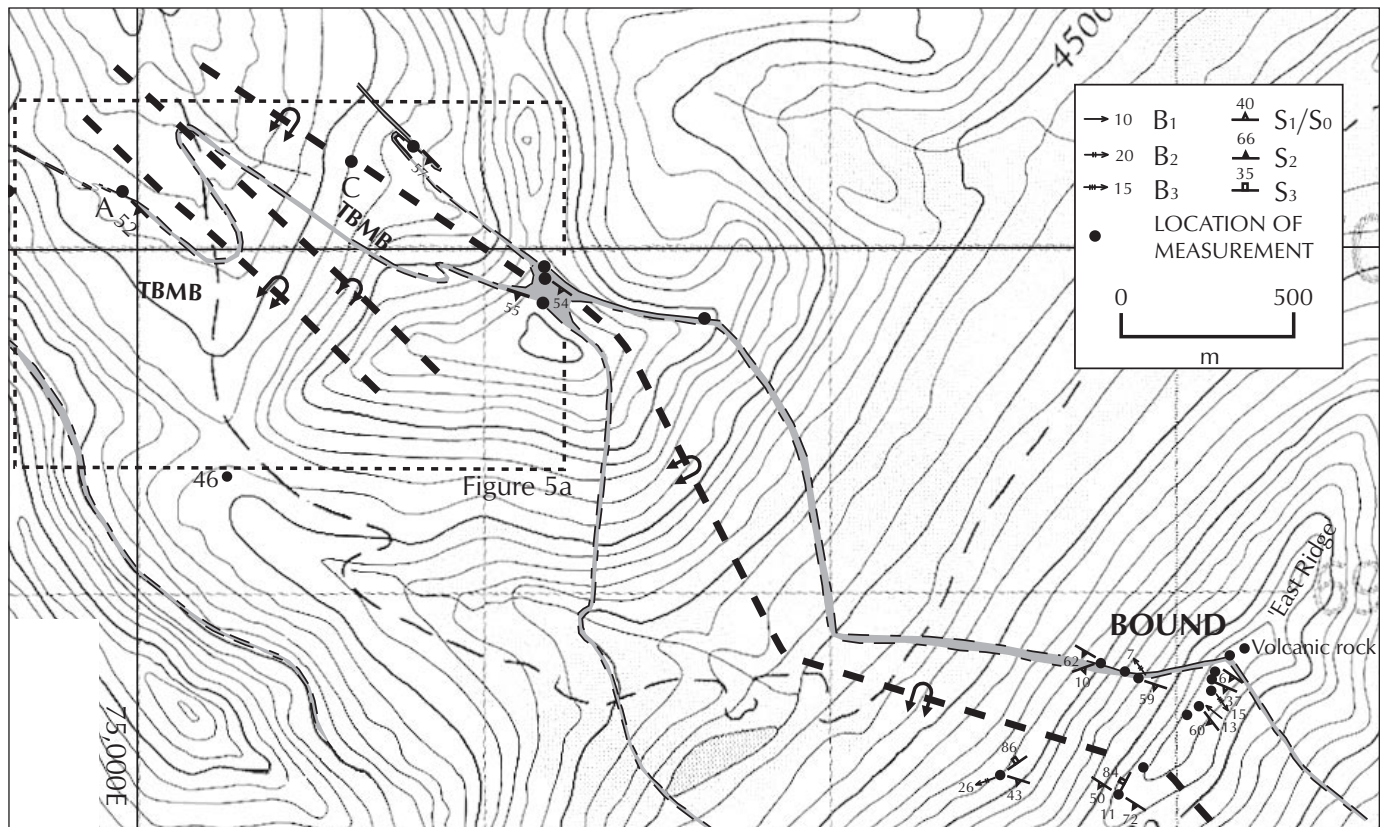 4500
10 B1
20 B2
15 B3
40 S1/S0
66 S2
35 S3
LOCATION OF
MEASUREMENT
0 500
m
57
C
TBMB
A
52
TBMB
55
54
46
Figure 5a
'East Ridge
BOUND
Volcanic rock
62
7
10
59
37
15
13
60
86
26
43
84
50
11
72
75,000E